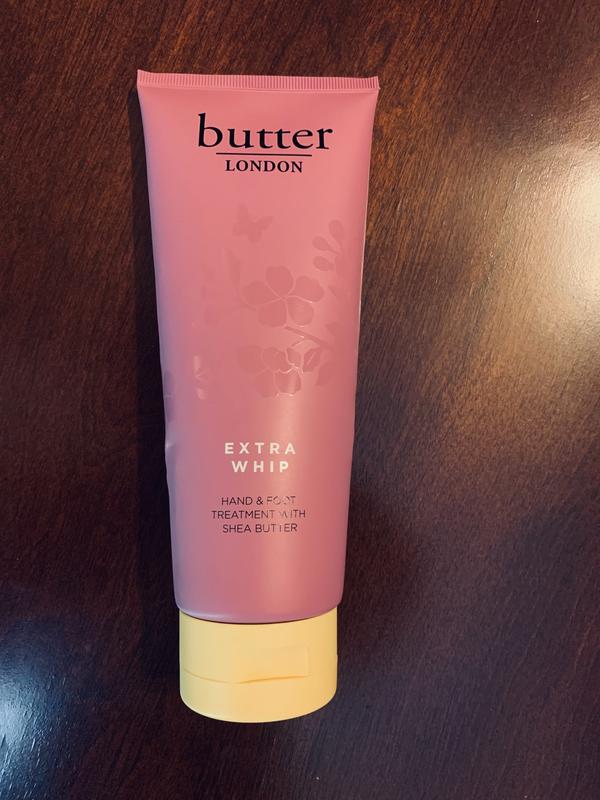 butter
LONDON
EXTRA
WHIP
HAND & FOOT
TREATMENT WITH
SHEA BUTTER